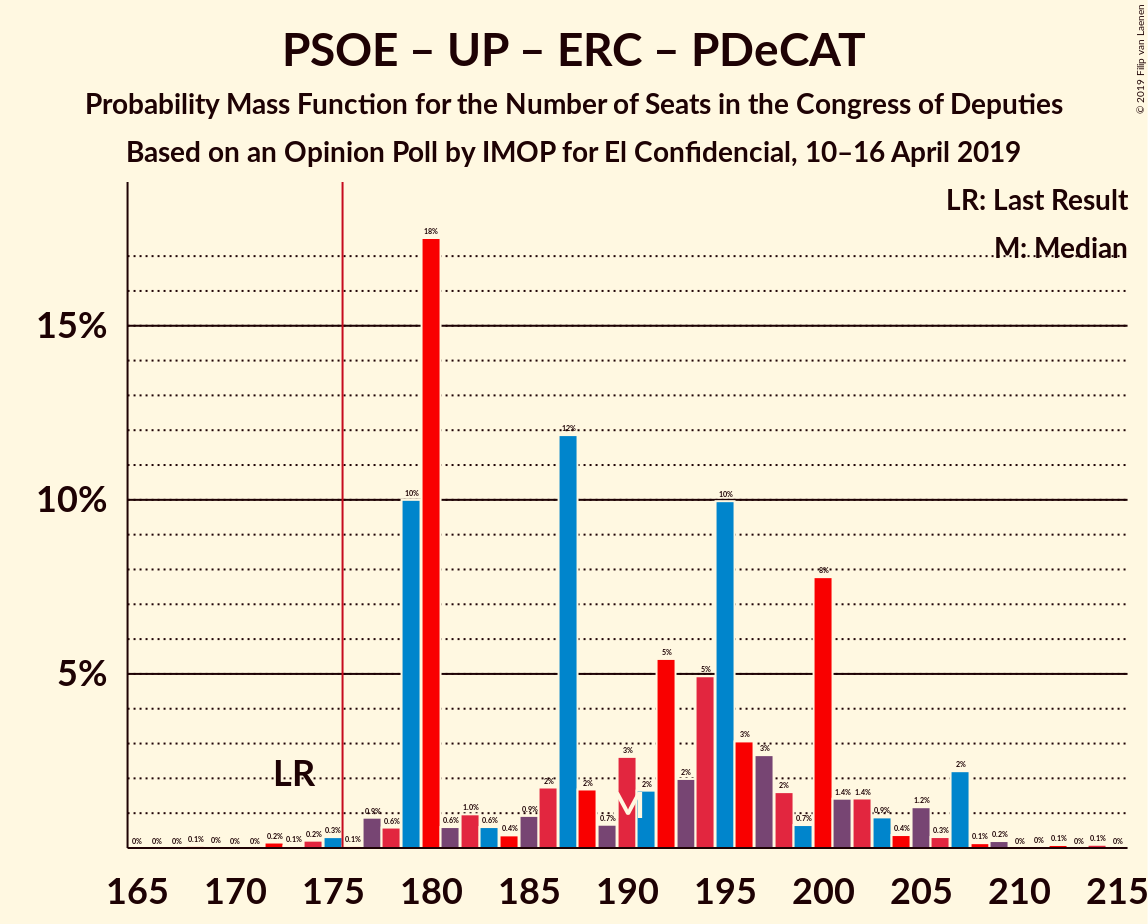 PSOE – UP – ERC – PDeCAT
Probability Mass Function for the Number of Seats in the Congress of Deputies
Based on an Opinion Poll by IMOP for El Confidencial, 10–16 April 2019
© 2019 Filip van Laenen
LR: Last Result
M: Median
15%
10%
5%
LR
M
0% 0% 0% 0.1% 0% 0% 0% 0.2% 0.1% 0.2% 0.3% 0.1% 0.9% 0.6% 10% 18% 0.6% 1.0% 0.6% 0.4% 0.9% 2% 12% 2% 0.7% 3% 2% 5% 2% 5% 10% 3% 3% 2% 0.7% 8% 1.4% 1.4% 0.9% 0.4% 1.2% 0.3% 2% 0.1% 0.2% 0% 0% 0.1% 0% 0.1% 0%
165 170 175 180 185 190 195 200 205 210 215